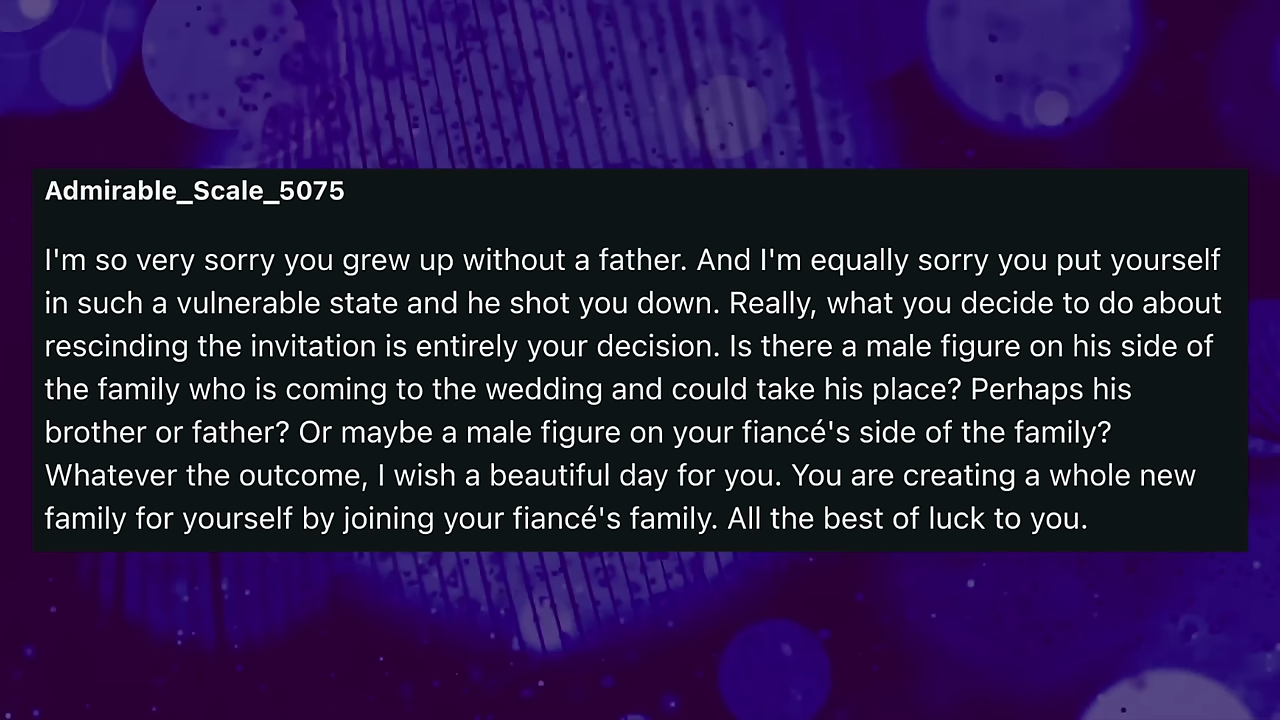 Admirable_Scale_5075
I'm so very sorry you grew up without a father. And I'm equally sorry you put yourself
in such a vulnerable state and he shot you down. Really, what you decide to do about
rescinding the invitation is entirely your decision. Is there a male figure on his side of
the family who is coming to the wedding and could take his place? Perhaps his
brother or father? Or maybe a male figure on your fiancé's side of the family?
Whatever the outcome, I wish a beautiful day for you. You are creating a whole new
family for yourself by joining your fiancé's family. All the best of luck to you.